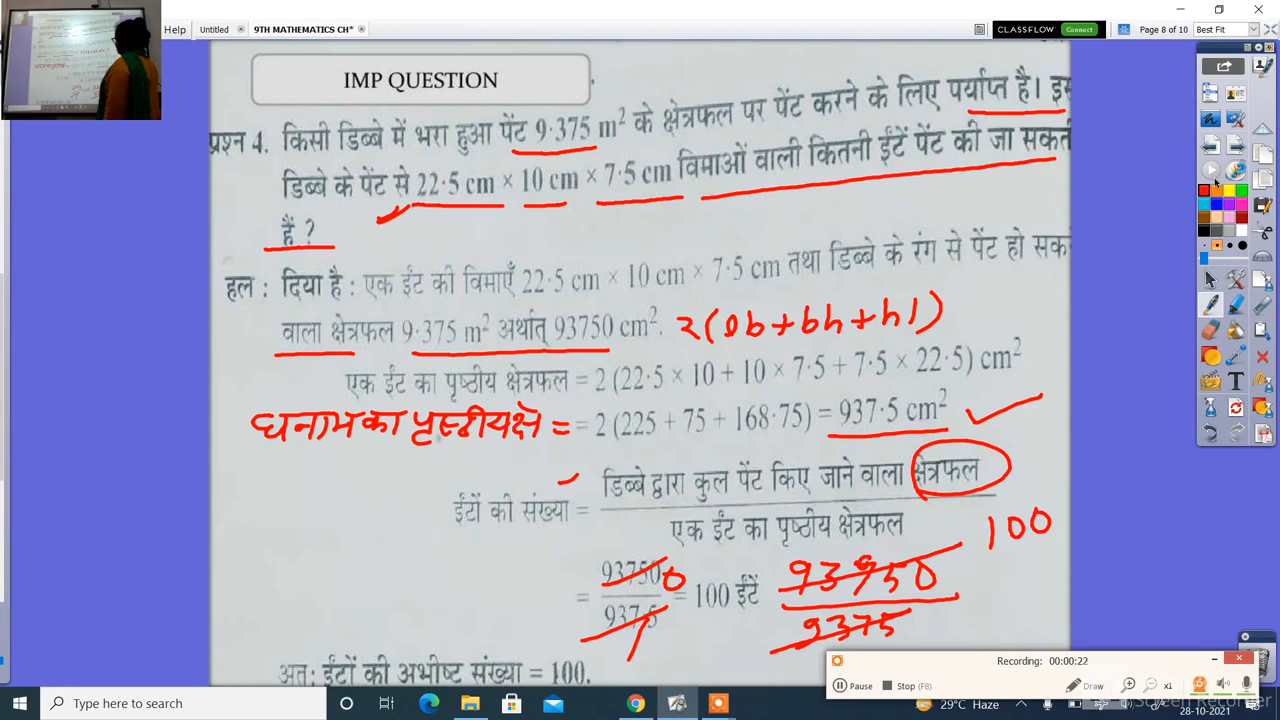 Help Untitled 9TH MATHEMATICS CH* CLASSFLOW Connect Page 8 of 10 Best Fit
IMP QUESTION
प्रश्न 4. किसी डिब्बे में भरा हुआ पेंट 9·375 m² के क्षेत्रफल पर पेंट करने के लिए पर्याप्त है। इस
डिब्बे के पेंट से 22·5 cm × 10 cm × 7·5 cm विमाओं वाली कितनी ईंटें पेंट की जा सकती
हैं ?
हल : दिया है : एक ईंट की विमाएँ 22·5 cm × 10 cm × 7·5 cm तथा डिब्बे के रंग से पेंट हो सकने
वाला क्षेत्रफल 9·375 m² अर्थात् 93750 cm². 2(lb+bh+hl)
एक ईंट का पृष्ठीय क्षेत्रफल = 2 (22·5 × 10 + 10 × 7·5 + 7·5 × 22·5) cm²
घनाभ का पृष्ठीय क्षे = = 2 (225 + 75 + 168·75) = 937·5 cm²
ईंटों की संख्या = डिब्बे द्वारा कुल पेंट किए जाने वाला क्षेत्रफल
एक ईंट का पृष्ठीय क्षेत्रफल
100
= 93750 0 / 937·5 1 = 100 ईंटें 93750
9375
अत: ईंटों की अभीष्ट संख्या = 100.
Recording: 00:00:22
Pause Stop (F8) Draw x1
Type here to search
29°C Haze
28-10-2021
Screen Recorder